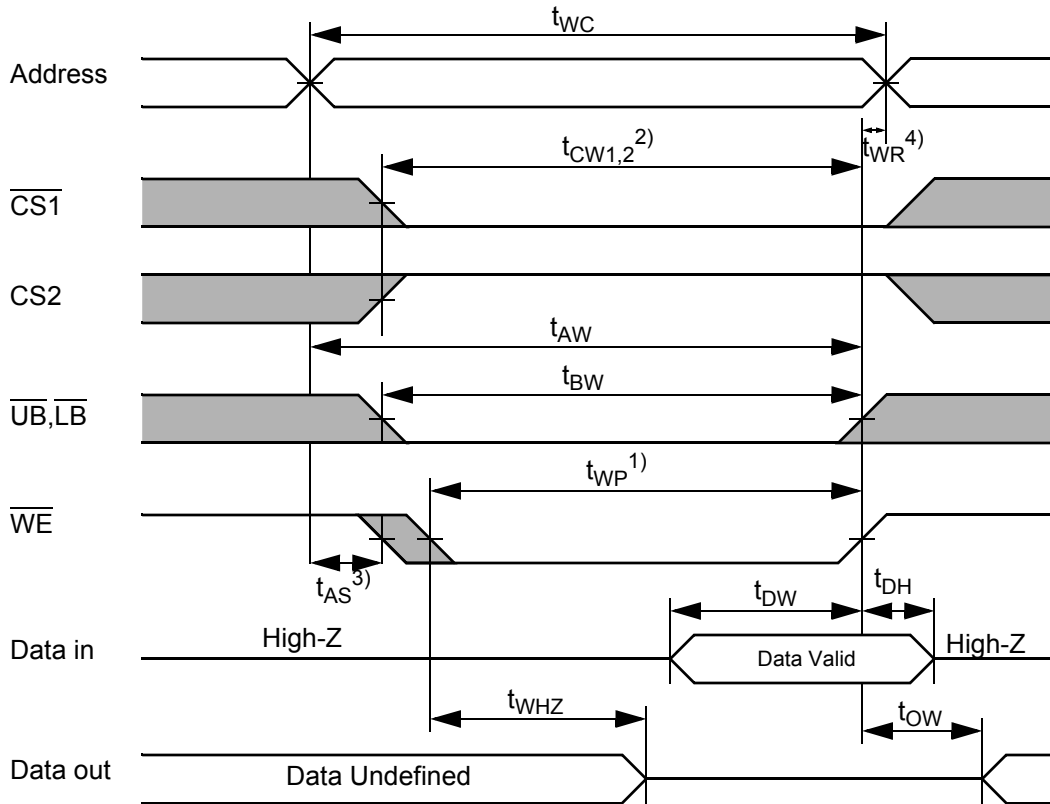 tWC
Address
tCW1,2 2)
tWR 4)
CS1
CS2
tAW
tBW
UB,LB
tWP 1)
WE
tAS 3)
tDW
tDH
Data in
High-Z
Data Valid
High-Z
tWHZ
tOW
Data out
Data Undefined